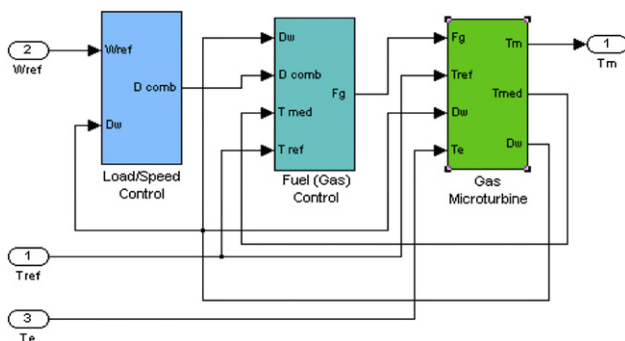 2
Wref
Wref
Dw
D comb
Load/Speed
Control
Dw
D comb
T med
T ref
Fg
Fuel (Gas)
Control
Fg
Tref
Dw
Te
Tm
Tmed
Dw
Gas
Microturbine
1
Tm
1
Tref
3
Te